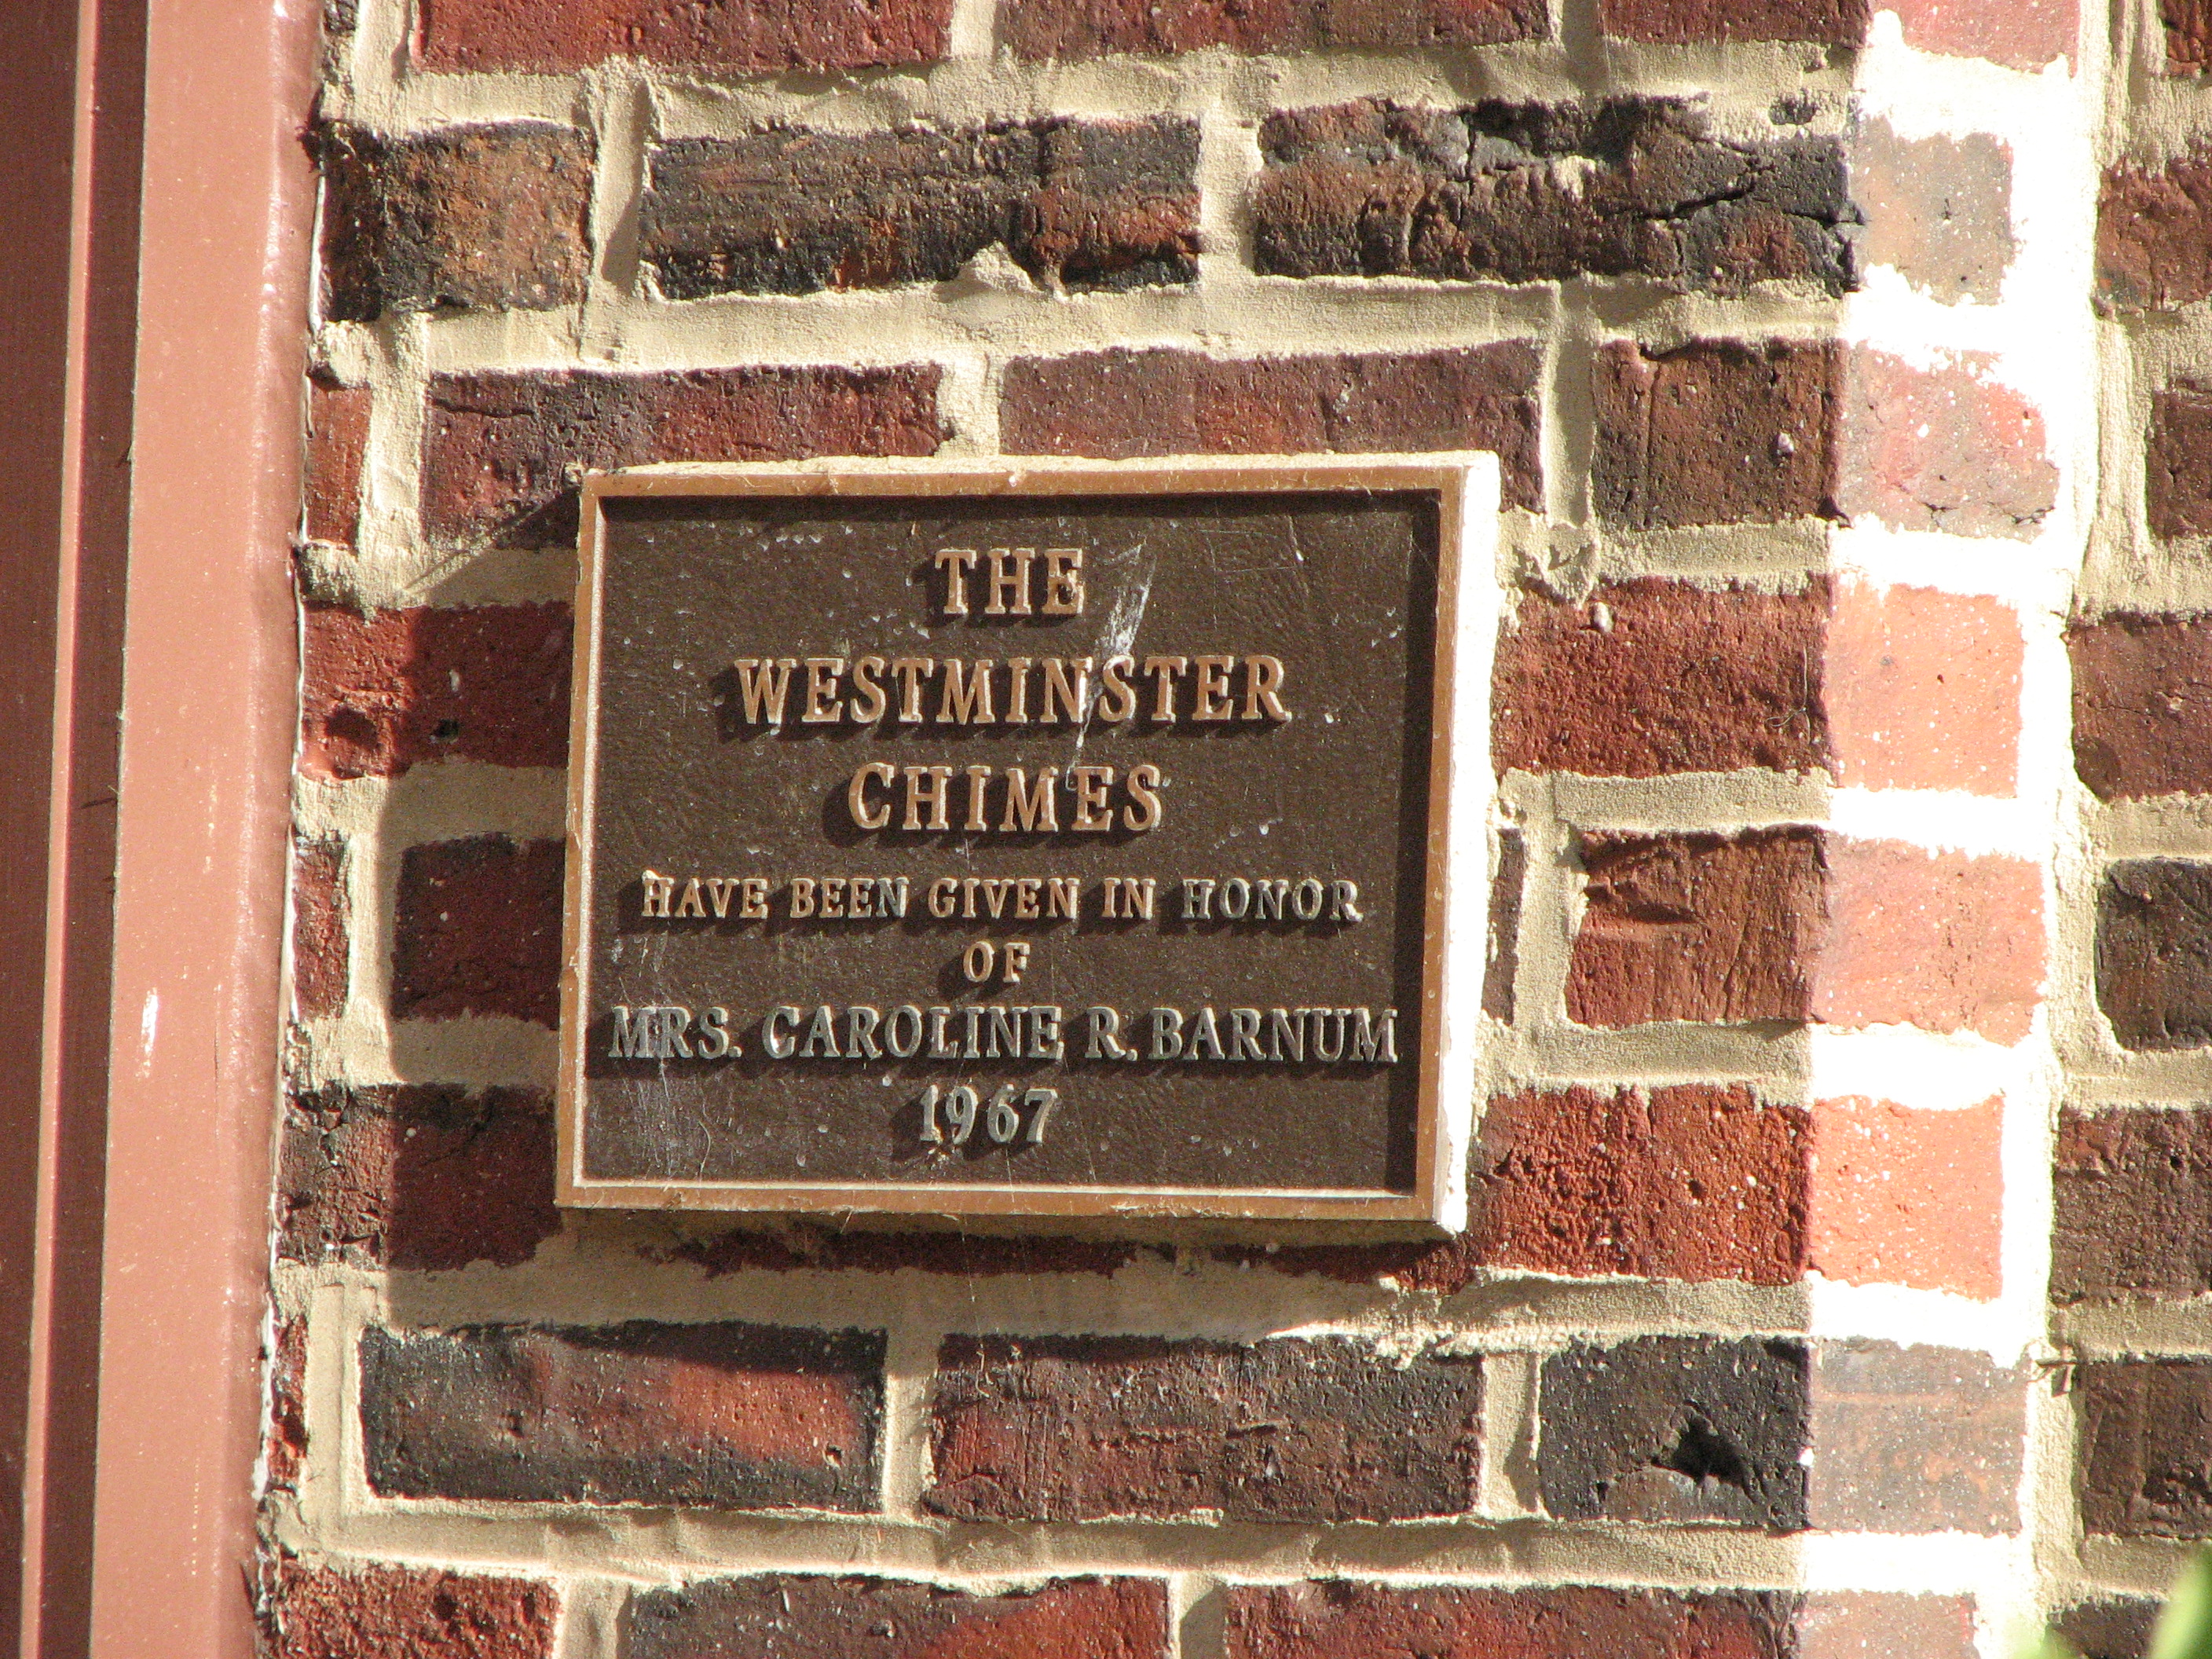 THE
WESTMINSTER
CHIMES
HAVE BEEN GIVEN IN HONOR
OF
MRS. CAROLINE R. BARNUM
1967